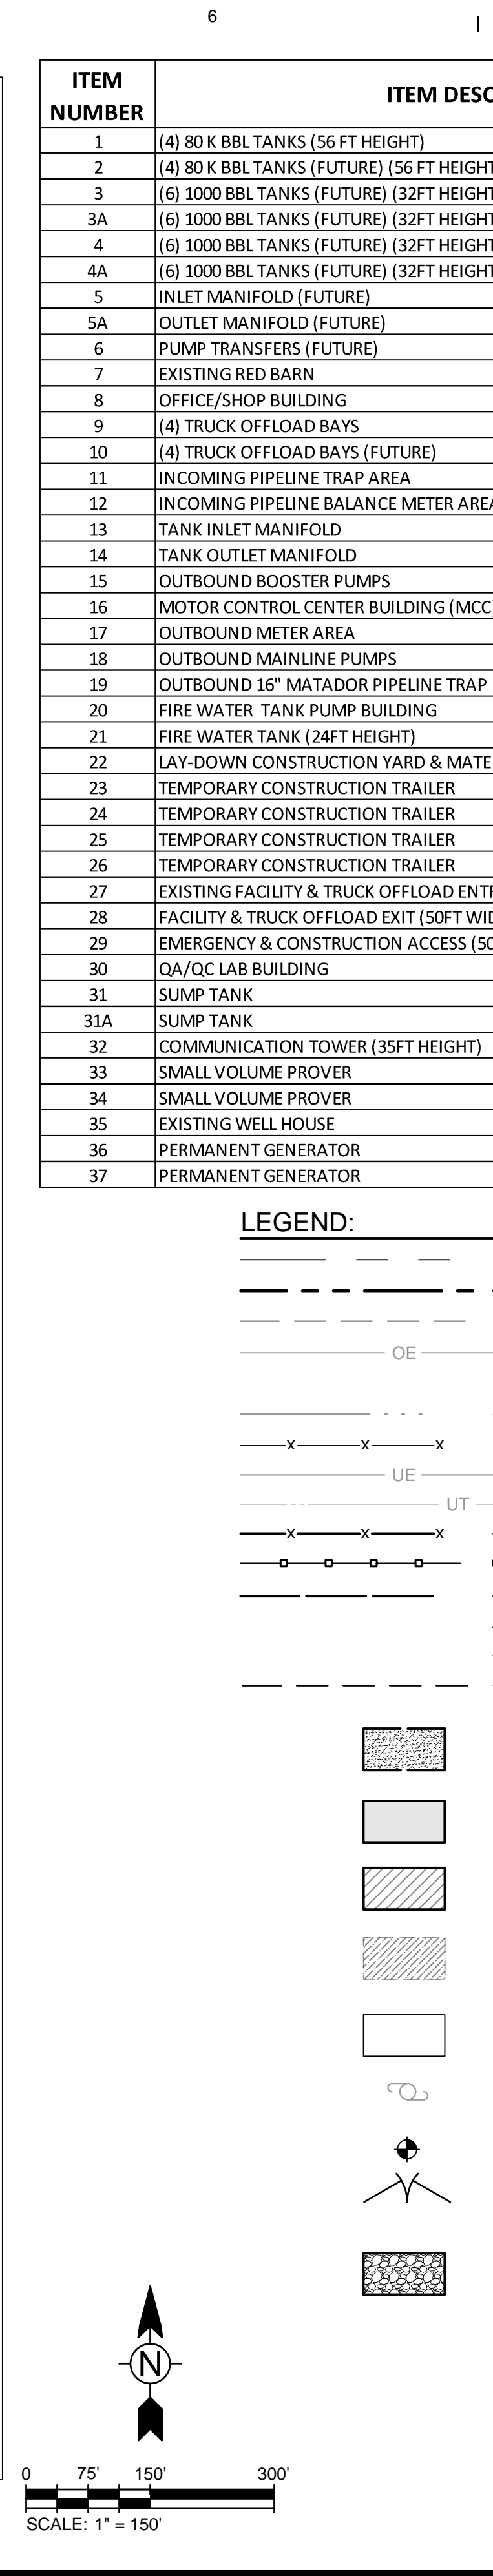 6
ITEM NUMBER ITEM DESC
1 (4) 80 K BBL TANKS (56 FT HEIGHT)
2 (4) 80 K BBL TANKS (FUTURE) (56 FT HEIGHT
3 (6) 1000 BBL TANKS (FUTURE) (32FT HEIGHT
3A (6) 1000 BBL TANKS (FUTURE) (32FT HEIGHT
4 (6) 1000 BBL TANKS (FUTURE) (32FT HEIGHT
4A (6) 1000 BBL TANKS (FUTURE) (32FT HEIGHT
5 INLET MANIFOLD (FUTURE)
5A OUTLET MANIFOLD (FUTURE)
6 PUMP TRANSFERS (FUTURE)
7 EXISTING RED BARN
8 OFFICE/SHOP BUILDING
9 (4) TRUCK OFFLOAD BAYS
10 (4) TRUCK OFFLOAD BAYS (FUTURE)
11 INCOMING PIPELINE TRAP AREA
12 INCOMING PIPELINE BALANCE METER AREA
13 TANK INLET MANIFOLD
14 TANK OUTLET MANIFOLD
15 OUTBOUND BOOSTER PUMPS
16 MOTOR CONTROL CENTER BUILDING (MCC)
17 OUTBOUND METER AREA
18 OUTBOUND MAINLINE PUMPS
19 OUTBOUND 16" MATADOR PIPELINE TRAP
20 FIRE WATER TANK PUMP BUILDING
21 FIRE WATER TANK (24FT HEIGHT)
22 LAY-DOWN CONSTRUCTION YARD & MATE
23 TEMPORARY CONSTRUCTION TRAILER
24 TEMPORARY CONSTRUCTION TRAILER
25 TEMPORARY CONSTRUCTION TRAILER
26 TEMPORARY CONSTRUCTION TRAILER
27 EXISTING FACILITY & TRUCK OFFLOAD ENTR
28 FACILITY & TRUCK OFFLOAD EXIT (50FT WID
29 EMERGENCY & CONSTRUCTION ACCESS (50
30 QA/QC LAB BUILDING
31 SUMP TANK
31A SUMP TANK
32 COMMUNICATION TOWER (35FT HEIGHT)
33 SMALL VOLUME PROVER
34 SMALL VOLUME PROVER
35 EXISTING WELL HOUSE
36 PERMANENT GENERATOR
37 PERMANENT GENERATOR
LEGEND:
OE
x x x
UE
UT
x x x
N
0 75' 150' 300'
SCALE: 1" = 150'